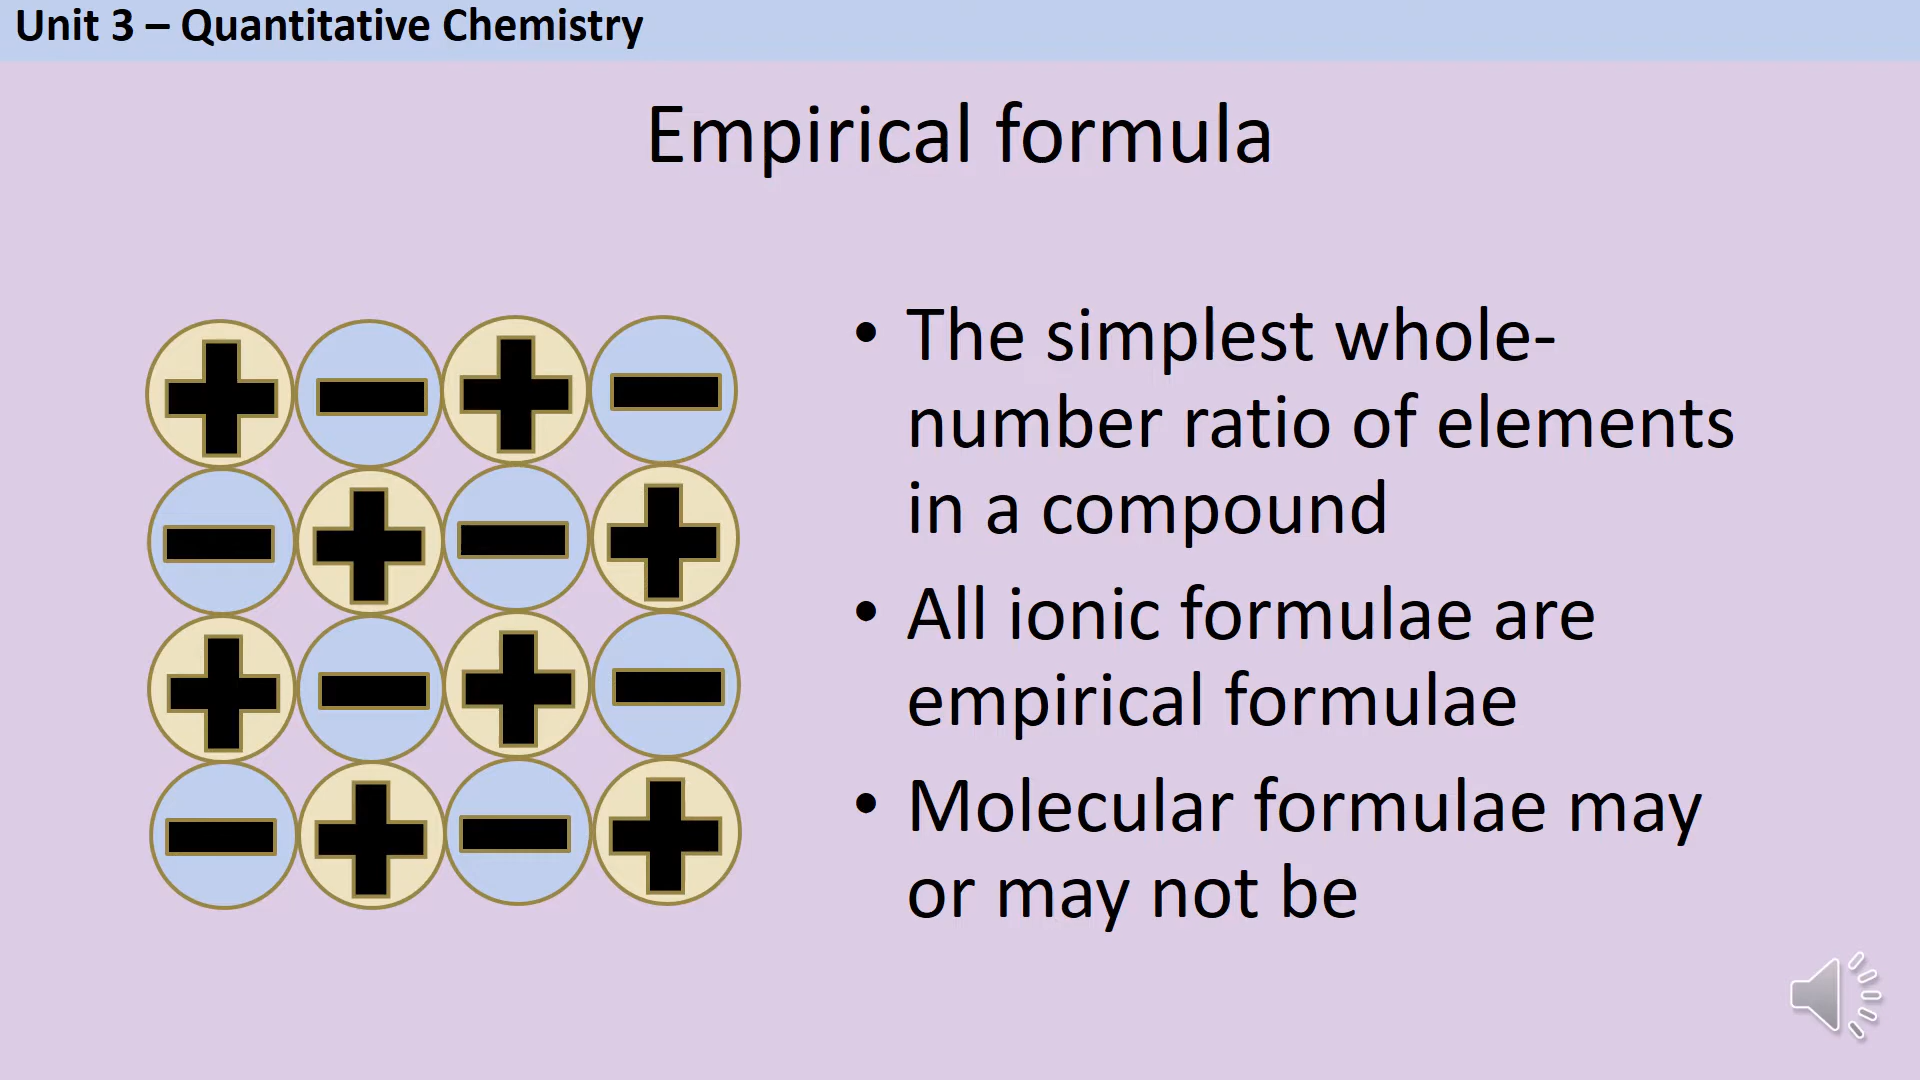 Unit 3 – Quantitative Chemistry
Empirical formula
• The simplest whole-
number ratio of elements
in a compound
• All ionic formulae are
empirical formulae
• Molecular formulae may
or may not be